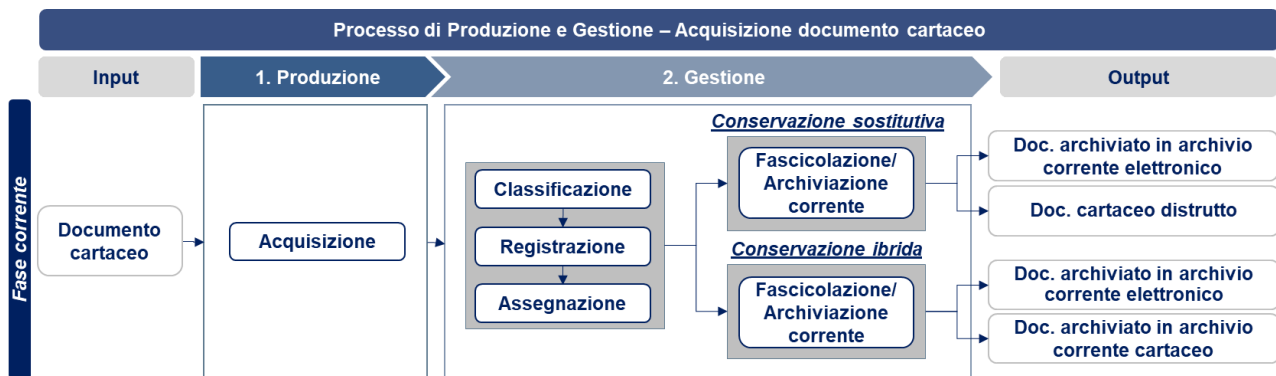 Processo di Produzione e Gestione – Acquisizione documento cartaceo
Input
1. Produzione
2. Gestione
Output
Fase corrente
Documento
cartaceo
Acquisizione
Classificazione
Registrazione
Assegnazione
Conservazione sostitutiva
Fascicolazione/
Archiviazione
corrente
Conservazione ibrida
Fascicolazione/
Archiviazione
corrente
Doc. archiviato in archivio
corrente elettronico
Doc. cartaceo distrutto
Doc. archiviato in archivio
corrente elettronico
Doc. archiviato in archivio
corrente cartaceo